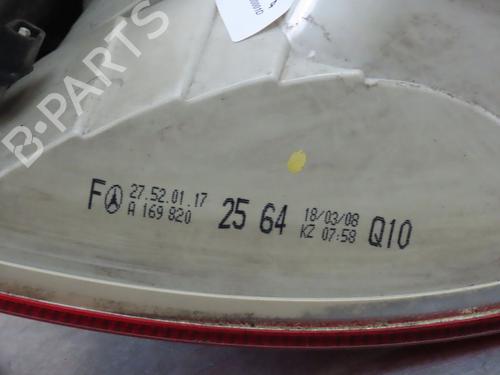 B-PARTS
F 27.52.01.17
A 169 820 25 64
18/03/08
KZ 07:58 Q10